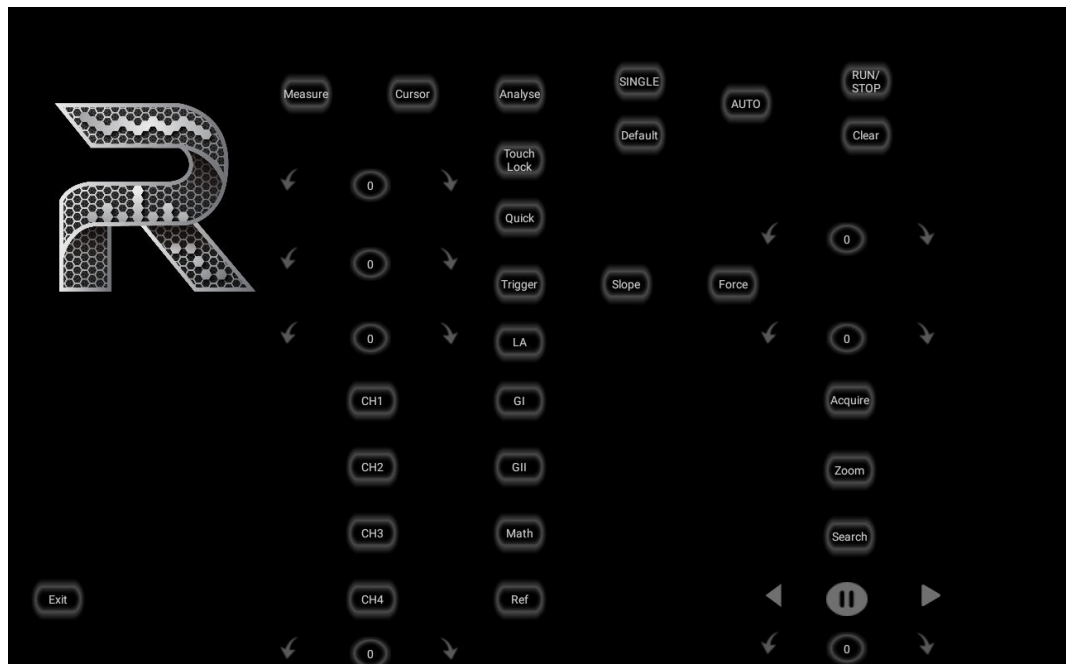 Measure
Cursor
Analyse
SINGLE
AUTO
RUN/
STOP
Default
Clear
Touch
Lock
0
Quick
0
0
Trigger
Slope
Force
0
LA
0
CH1
GI
Acquire
CH2
GII
Zoom
CH3
Math
Search
Exit
CH4
Ref
0
0